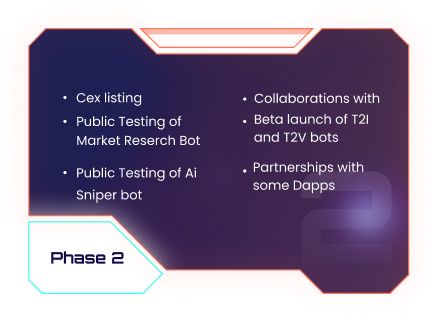 • Cex listing
• Public Testing of
Market Reserch Bot
• Public Testing of Ai
Sniper bot
• Collaborations with
• Beta launch of T2I
and T2V bots
• Partnerships with
some Dapps
2
Phase 2